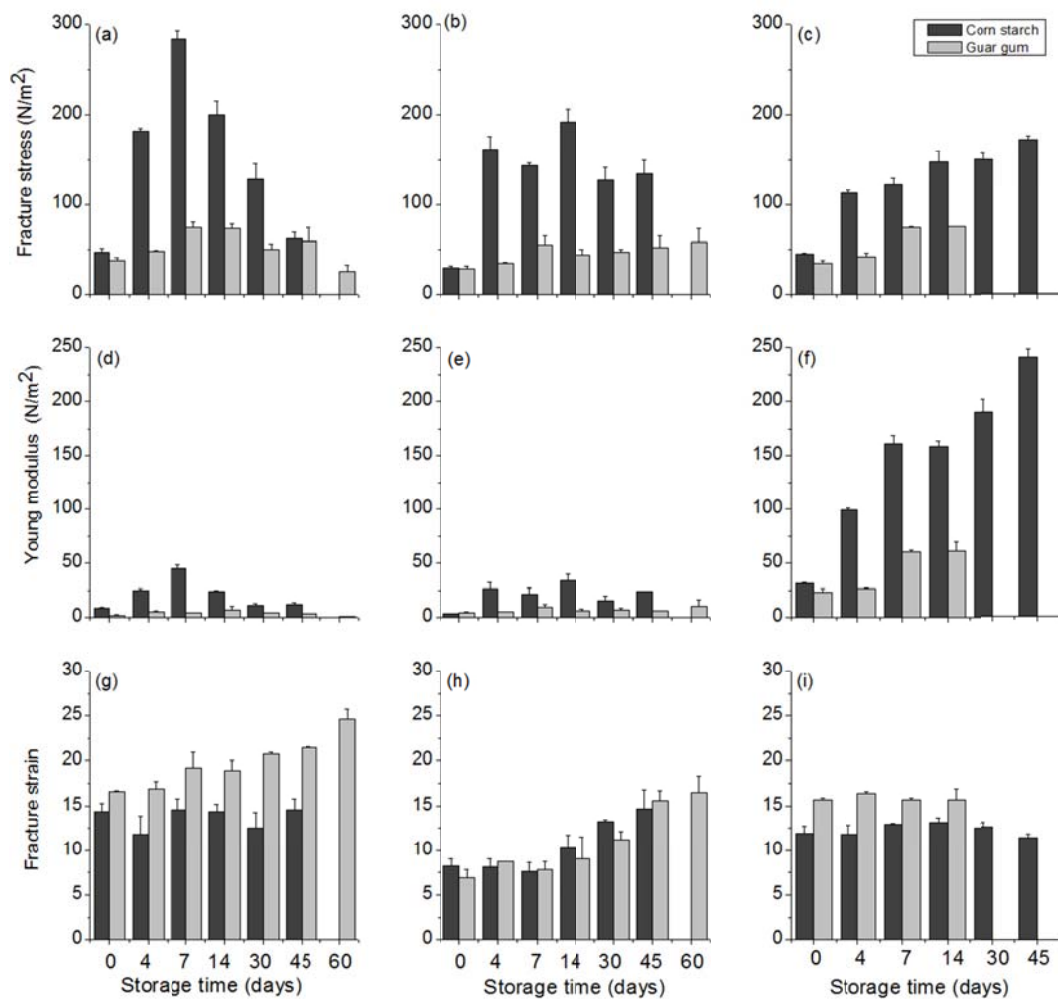 (a)
(b)
(c)
Corn starch
Guar gum
Fracture stress (N/m²)
300
200
100
0
300
200
100
0
300
200
100
0
(d)
(e)
(f)
Young modulus (N/m²)
250
200
150
100
50
0
250
200
150
100
50
0
250
200
150
100
50
0
(g)
(h)
(i)
Fracture strain
30
25
20
15
10
5
0
30
25
20
15
10
5
0
30
25
20
15
10
5
0
0 4 7 14 30 45 60
0 4 7 14 30 45 60
0 4 7 14 30 45
Storage time (days)
Storage time (days)
Storage time (days)